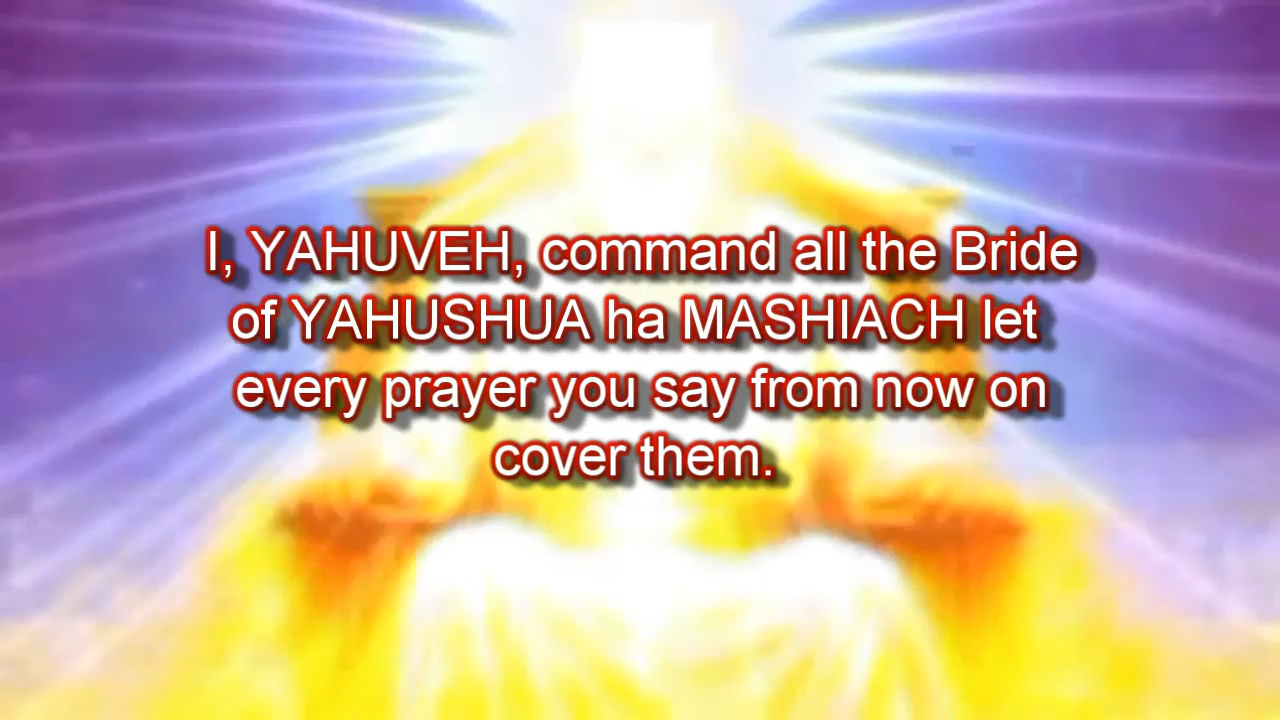 I, YAHUVEH, command all the Bride
of YAHUSHUA ha MASHIACH let
every prayer you say from now on
cover them.